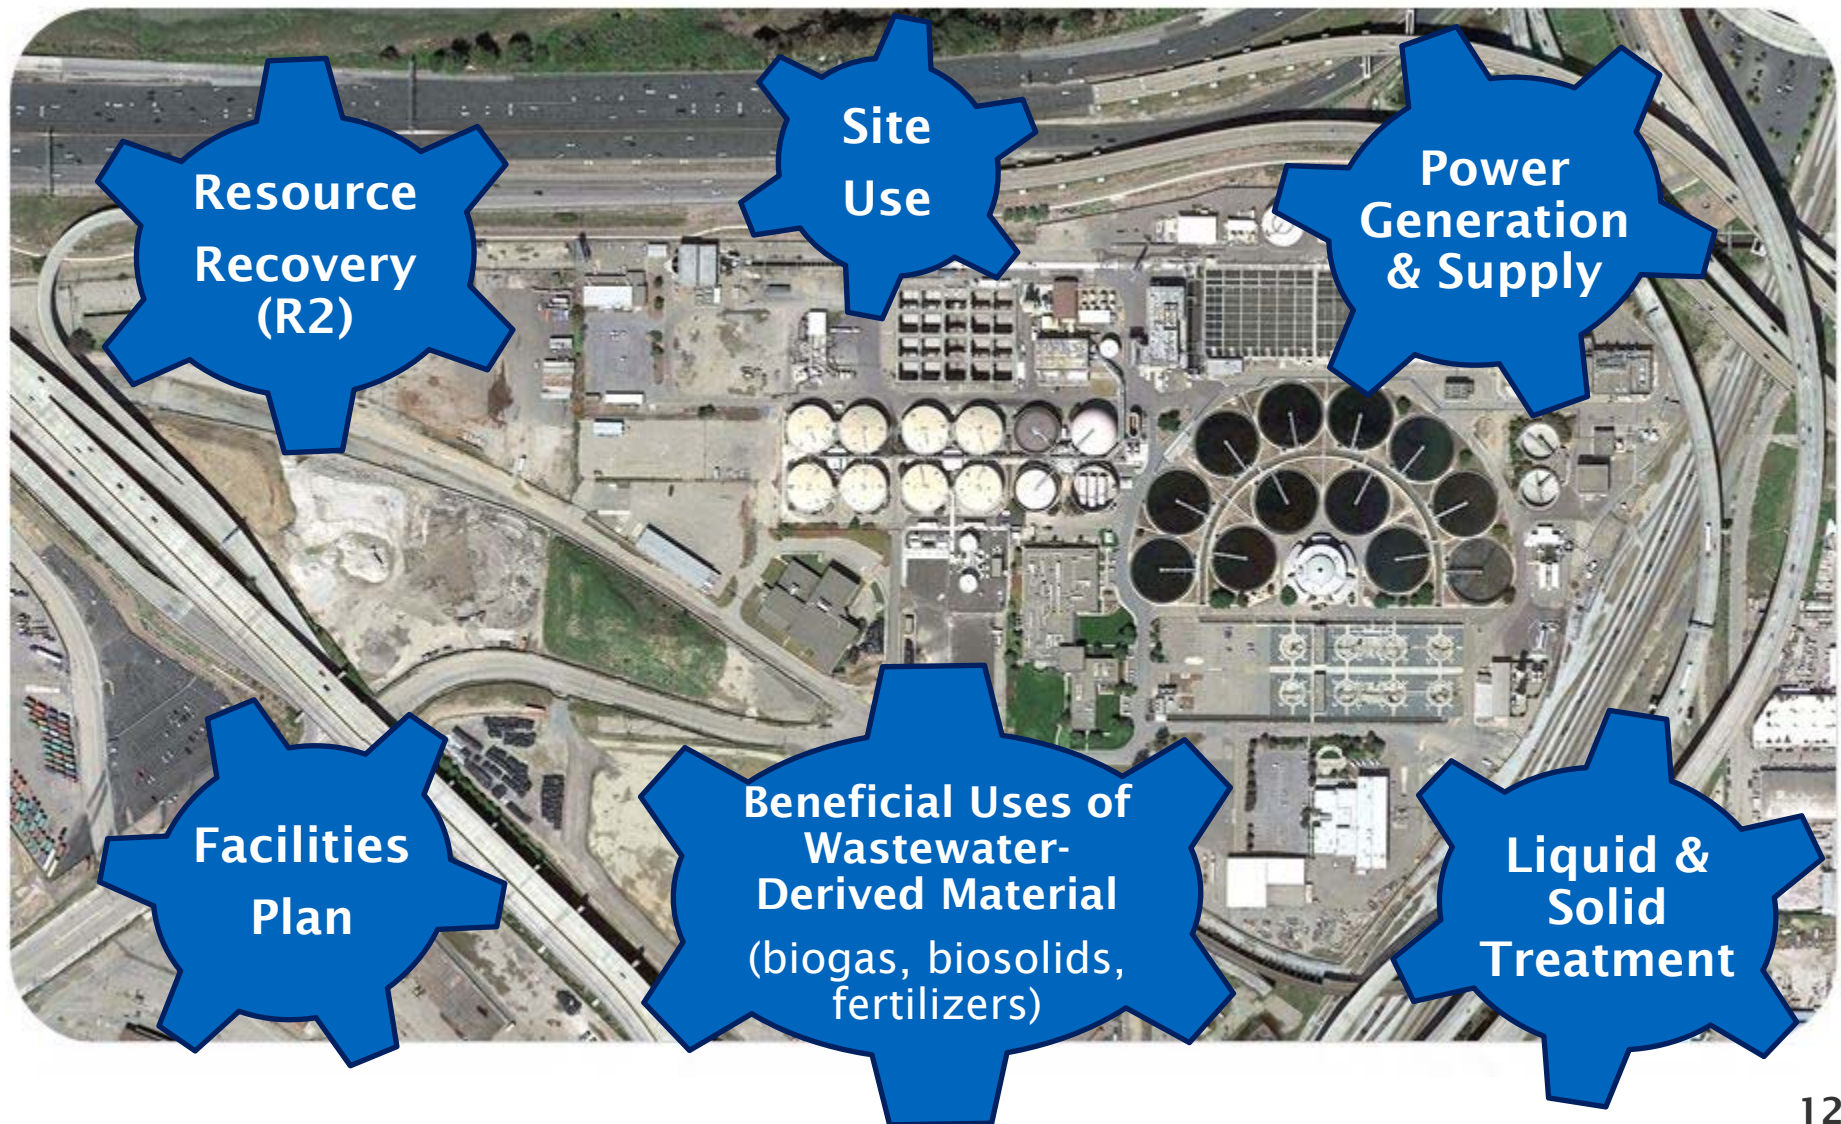 Resource
Recovery
(R2)
Site
Use
Power
Generation
& Supply
Facilities
Plan
Beneficial Uses of
Wastewater-
Derived Material
(biogas, biosolids,
fertilizers)
Liquid &
Solid
Treatment
12